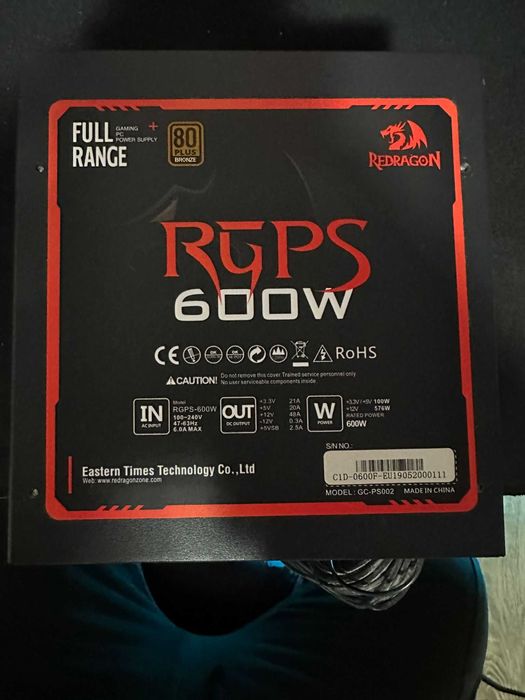 FULL RANGE
GAMING PC POWER SUPPLY
80 PLUS BRONZE
REDRAGON
RGPS
600W
CE RoHS
CAUTION! Do not remove this cover. Trained service personnel only.
No user serviceable components inside.
IN
AC INPUT
Model
RGPS-600W
100~240V
47-63Hz
6.0A MAX
OUT
DC OUTPUT
+3.3V 21A
+5V 20A
+12V 48A
-12V 0.3A
+5VSB 2.5A
W
POWER
+3.3V / +5V 100W
+12V 576W
RATED POWER
600W
S/N NO.:
C1D-0600F-EU19052000111
MODEL: GC-PS002 MADE IN CHINA
Eastern Times Technology Co.,Ltd
Web: www.redragonzone.com